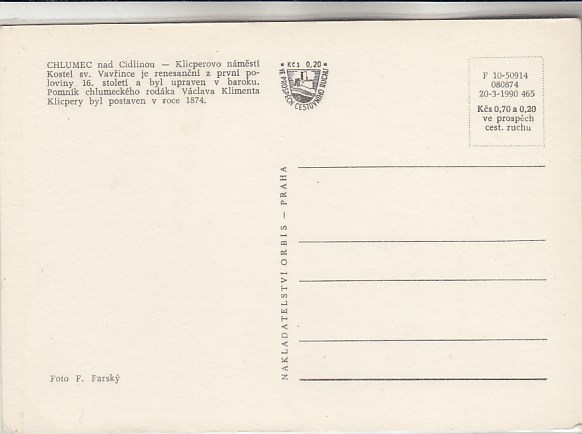 CHLUMEC nad Cidlinou — Klicperovo náměstí
Kostel sv. Vavřince je renesanční z první po-
loviny 16. století a byl upraven v baroku.
Pomník chlumeckého rodáka Václava Klimenta
Klicpery byl postaven v roce 1874.
Kčs 0,20
VE PROSPĚCH CESTOVNÍHO RUCHU
F 10-50914
080874
20-3-1990 465
Kčs 0,70 a 0,20
ve prospěch
cest. ruchu
NAKLADATELSTVÍ ORBIS — PRAHA
Foto F. Farský